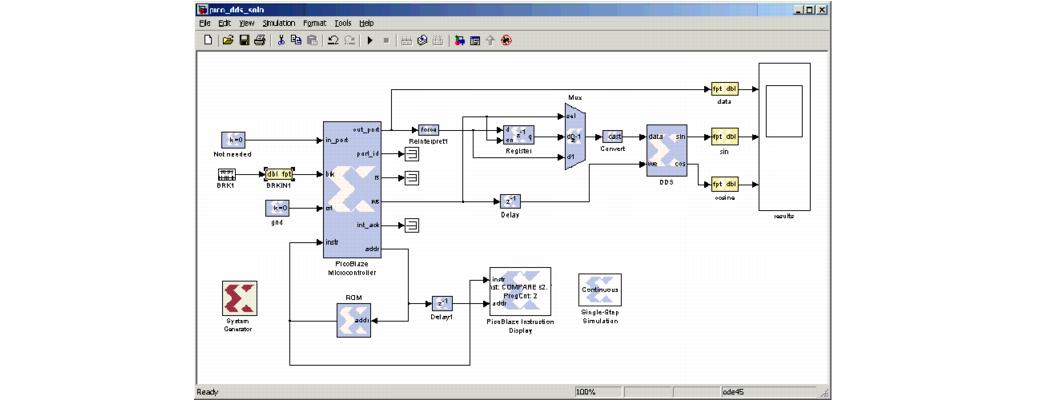 pico_dds_soln
File Edit View Simulation Format Tools Help
Mux
fpt dbl
data
out_port
force
Reinterpret1
d
en
z-1
q
Register
sel
d0
d1
cast
Convert
data
we
sin
cos
DDS
fpt dbl
sin
fpt dbl
cosine
results
k=0
Not needed
in_port
port_id
rs
BRK1
dbl fpt
BRKIN1
brk
k=0
gnd
int_ack
addr
instr
PicoBlaze
Microcontroller
z-1
Delay
System
Generator
ROM
addr
z-1
Delay1
instr
Inst: COMPARE s2,
ProgCnt: 2
addr
PicoBlaze Instruction
Display
Continuous
Single-Step
Simulation
Ready 100% ode45